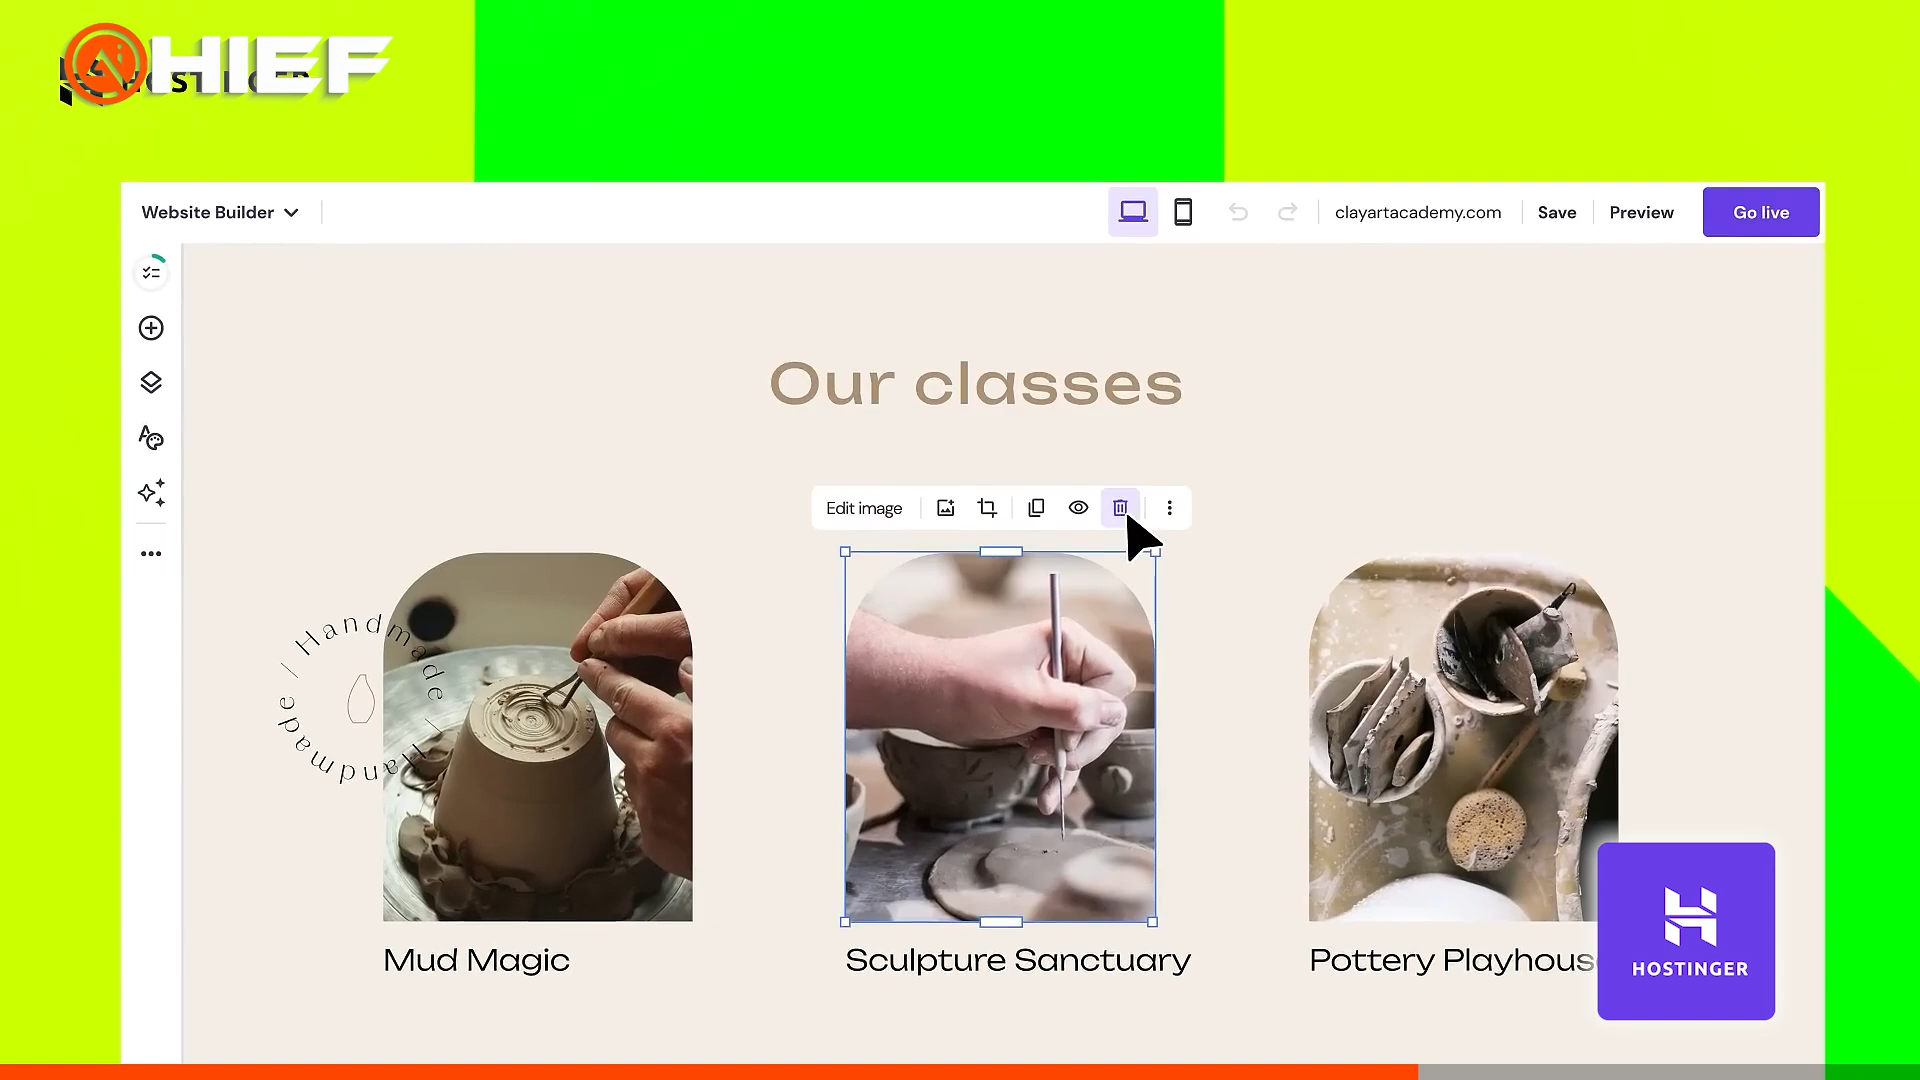 HIEF
Website Builder
clayartacademy.com
Save
Preview
Go live
Our classes
Edit image
Handmade / Handmade /
Mud Magic
Sculpture Sanctuary
Pottery Playhous
HOSTINGER